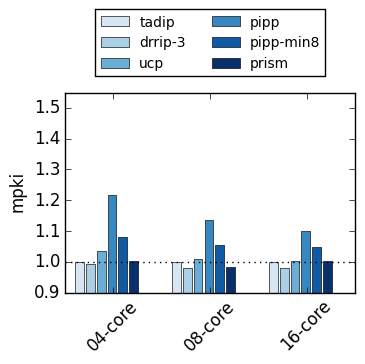 tadip
drrip-3
ucp
pipp
pipp-min8
prism
mpki
1.5
1.4
1.3
1.2
1.1
1.0
0.9
04-core
08-core
16-core